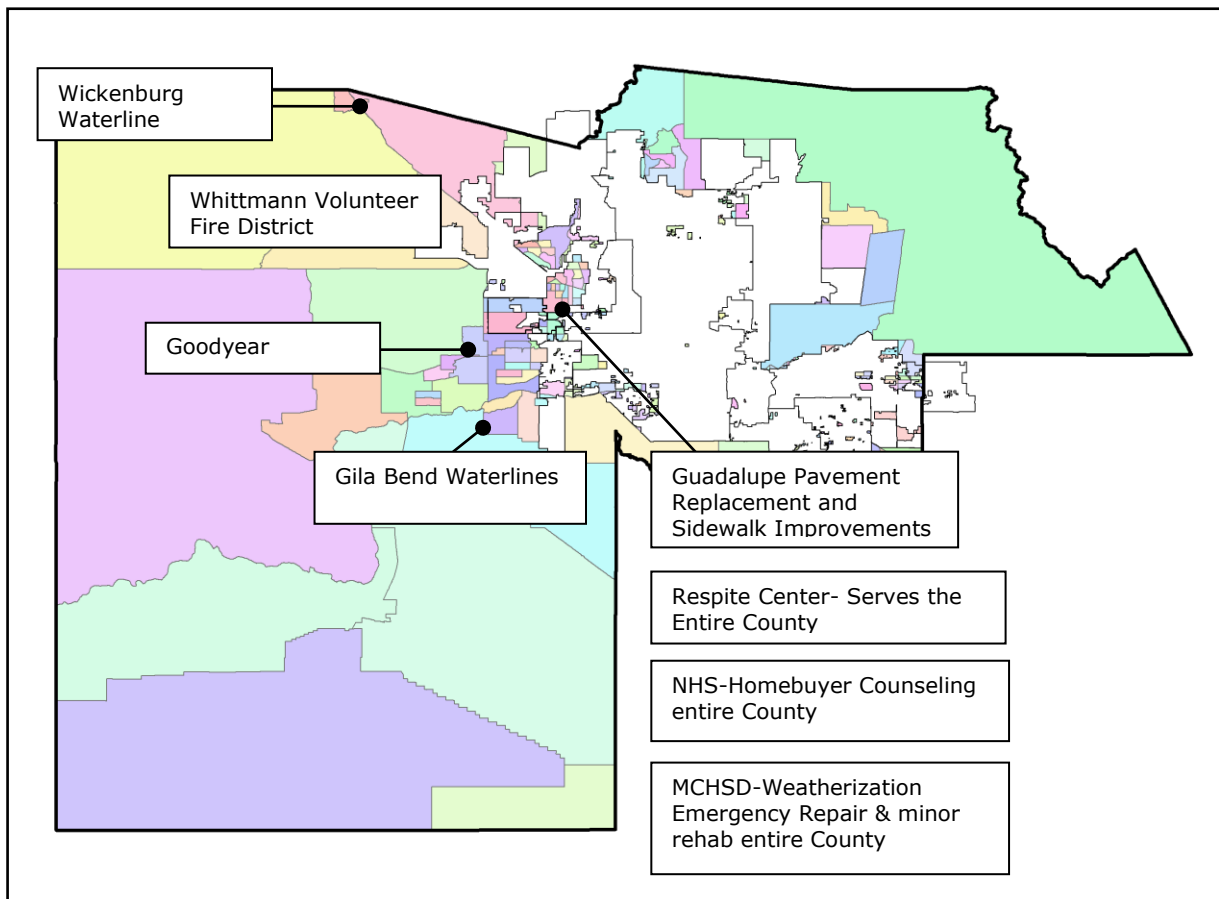 Wickenburg
Waterline
Whittmann Volunteer
Fire District
Goodyear
Gila Bend Waterlines
Guadalupe Pavement
Replacement and
Sidewalk Improvements
Respite Center- Serves the
Entire County
NHS-Homebuyer Counseling
entire County
MCHSD-Weatherization
Emergency Repair & minor
rehab entire County